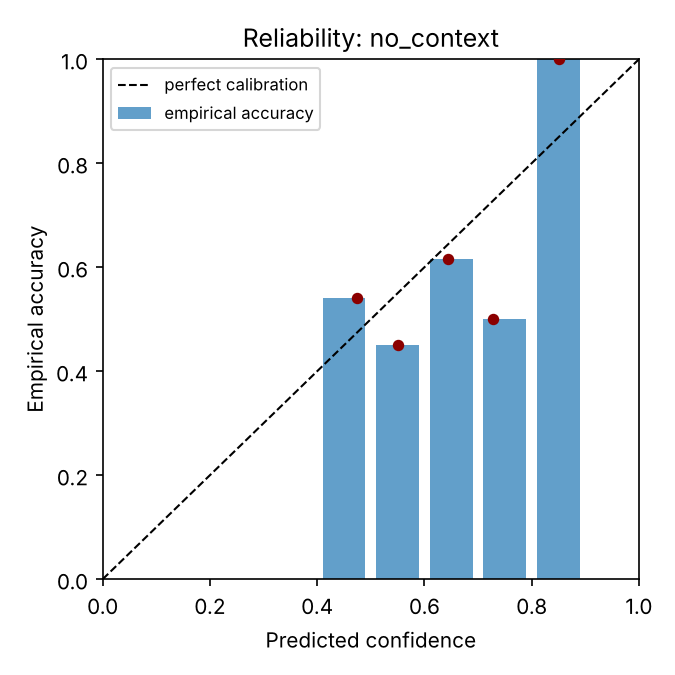 Reliability: no_context
perfect calibration
empirical accuracy
1.0
0.8
0.6
0.4
0.2
0.0
Empirical accuracy
0.0 0.2 0.4 0.6 0.8 1.0
Predicted confidence